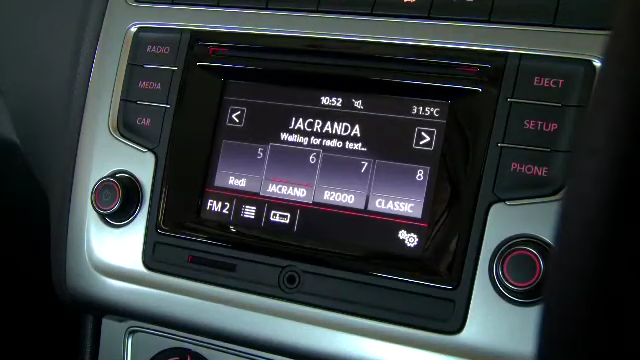 RADIO
MEDIA
CAR
EJECT
SETUP
PHONE
10:52
31.5°C
JACRANDA
Waiting for radio text...
5 6 7 8
Redi JACRAND R2000 CLASSIC
FM 2